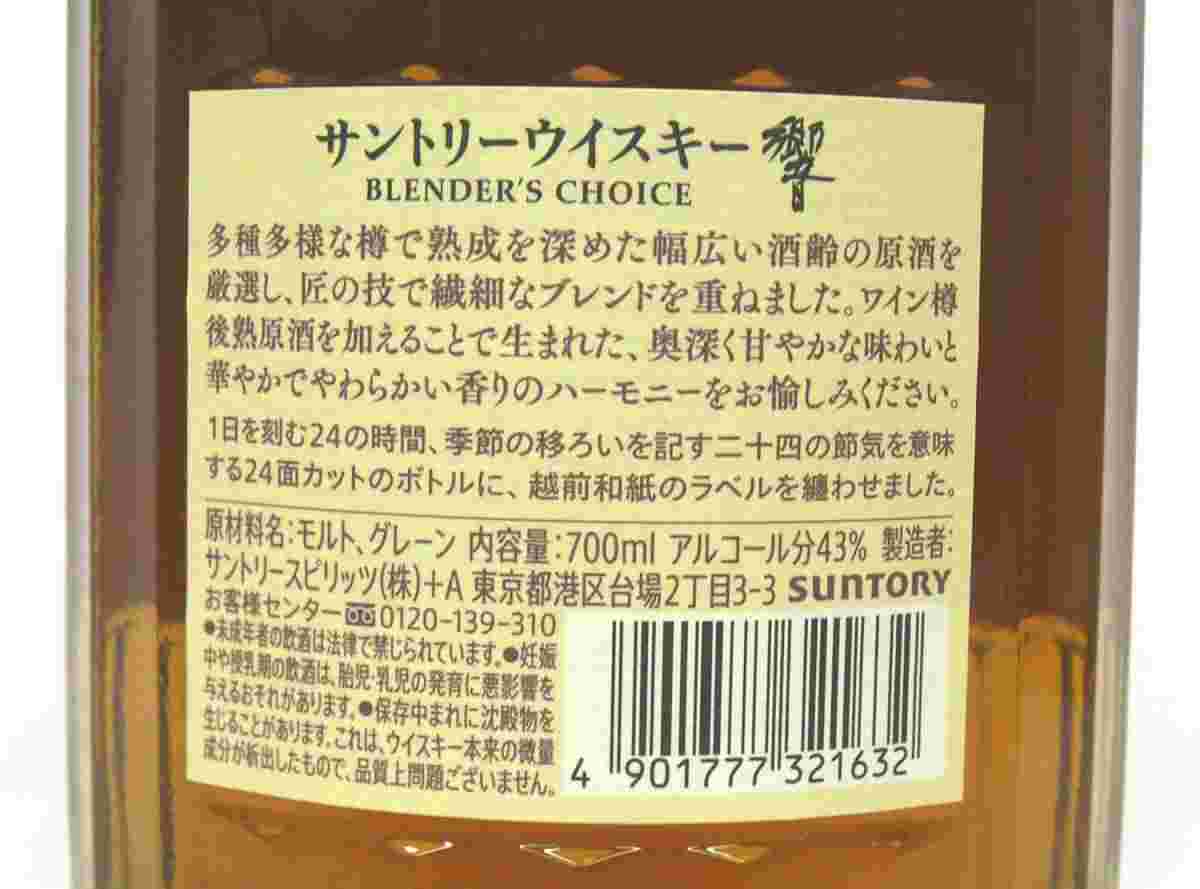 サントリーウイスキー 響
BLENDER'S CHOICE
多種多様な樽で熟成を深めた幅広い酒齢の原酒を
厳選し、匠の技で繊細なブレンドを重ねました。ワイン樽
後熟原酒を加えることで生まれた、奥深く甘やかな味わいと
華やかでやわらかい香りのハーモニーをお愉しみください。
1日を刻む24の時間、季節の移ろいを記す二十四の節気を意味
する24面カットのボトルに、越前和紙のラベルを纏わせました。
原材料名:モルト、グレーン 内容量:700ml アルコール分43% 製造者:
サントリースピリッツ(株)+A 東京都港区台場2丁目3-3 SUNTORY
お客様センター 0120-139-310
●未成年者の飲酒は法律で禁じられています。●妊娠
中や授乳期の飲酒は、胎児・乳児の発育に悪影響を
与えるおそれがあります。●保存中まれに沈殿物を
生じることがあります。これは、ウイスキー本来の微量
成分が析出したもので、品質上問題ございません。
4 901777 321632